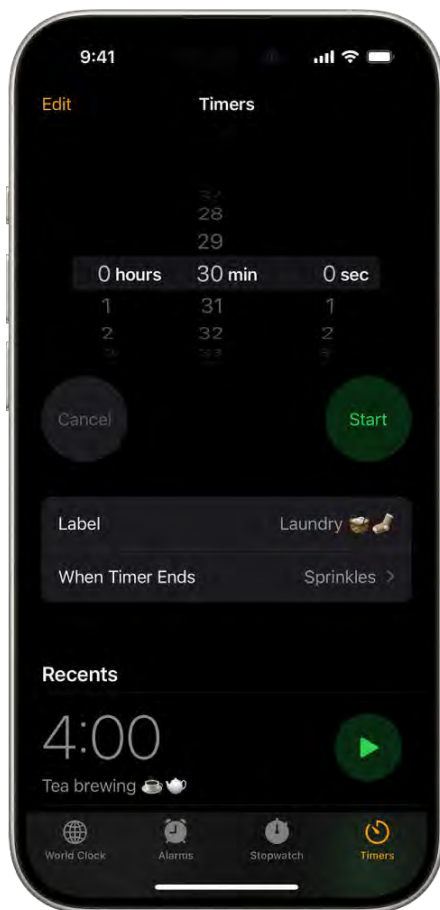 9:41
Edit
Timers
28
29
0 hours 30 min 0 sec
1 31 1
2 32 2
Cancel
Start
Label Laundry 🧺🧦
When Timer Ends Sprinkles >
Recents
4:00
Tea brewing ☕🫖
World Clock Alarms Stopwatch Timers